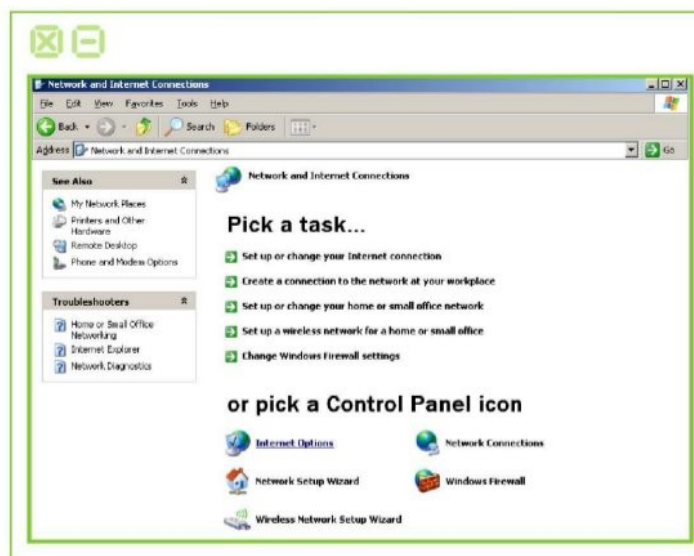 Network and Internet Connections
File Edit View Favorites Tools Help
Back Search Folders
Address Network and Internet Connections Go
See Also
My Network Places
Printers and Other
Hardware
Remote Desktop
Phone and Modem Options
Troubleshooters
Home or Small Office
Networking
Internet Explorer
Network Diagnostics
Network and Internet Connections
Pick a task...
Set up or change your Internet connection
Create a connection to the network at your workplace
Set up or change your home or small office network
Set up a wireless network for a home or small office
Change Windows Firewall settings
or pick a Control Panel icon
Internet Options Network Connections
Network Setup Wizard Windows Firewall
Wireless Network Setup Wizard